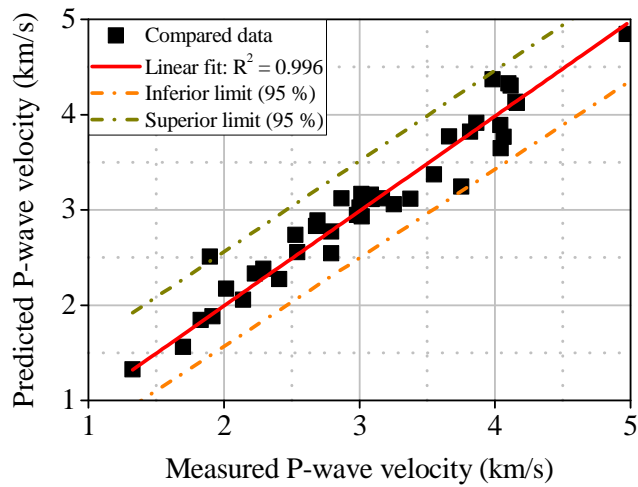 Compared data
Linear fit: R² = 0.996
Inferior limit (95 %)
Superior limit (95 %)
Predicted P-wave velocity (km/s)
5
4
3
2
1
1 2 3 4 5
Measured P-wave velocity (km/s)